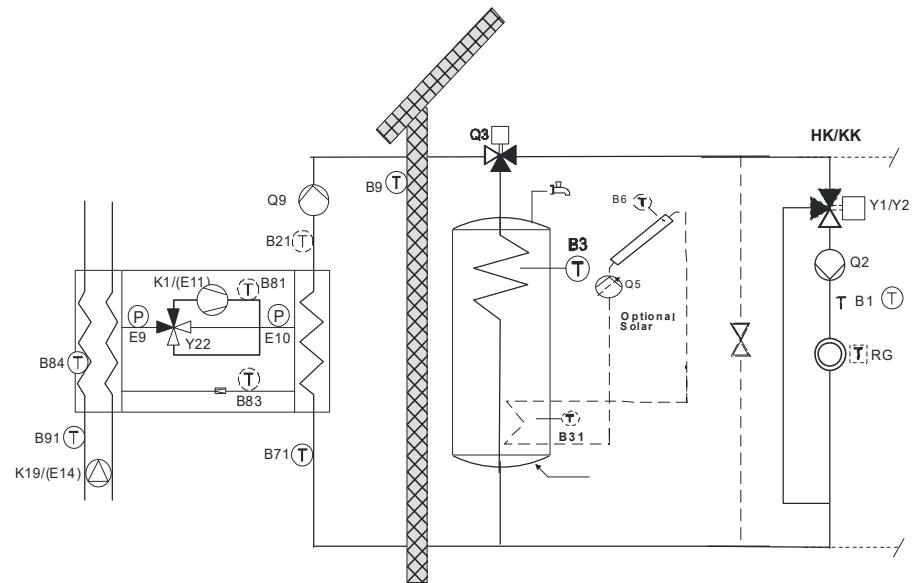 Q3
HK/KK
B9 T
Q9
B6 T
Y1/Y2
B21 T
B3
T
Q2
K1/(E11)
B81
T
Q5
T B1 T
P
P
Optional
Solar
E9
E10
Y22
T RG
B84 T
T
B83
T
B31
B91 T
B71 T
K19/(E14)